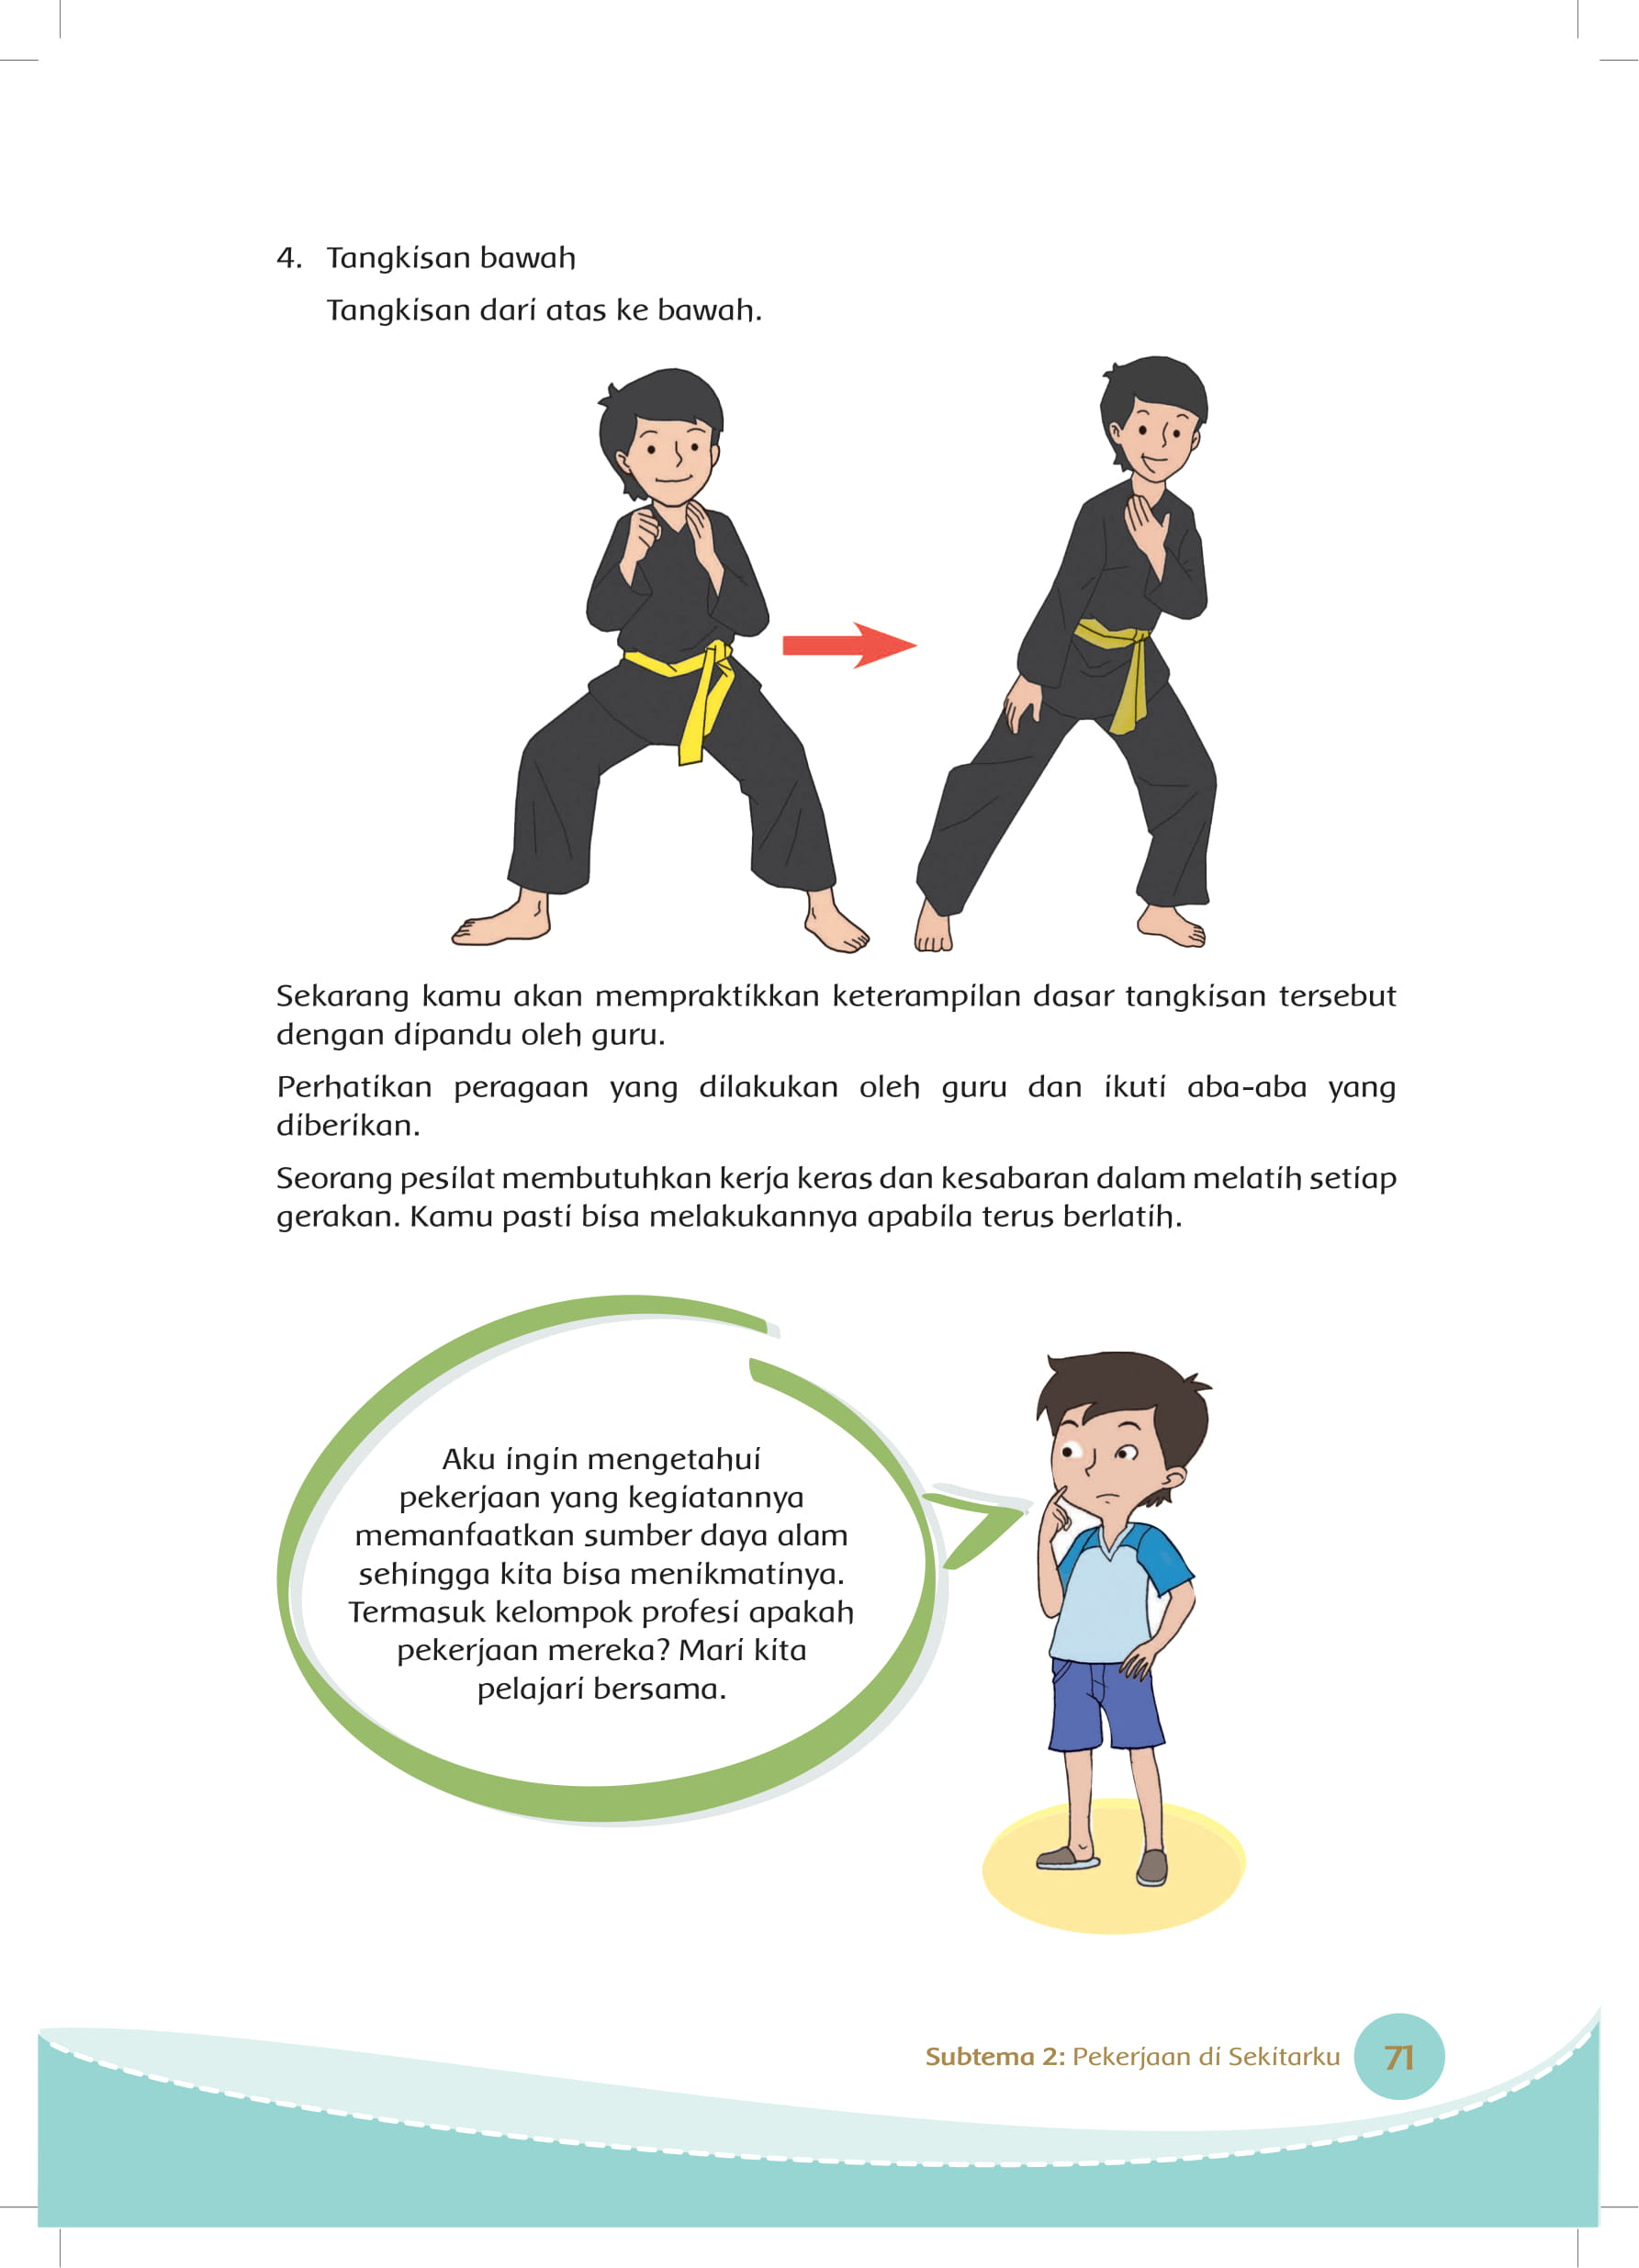 4. Tangkisan bawah
Tangkisan dari atas ke bawah.
Sekarang kamu akan mempraktikkan keterampilan dasar tangkisan tersebut
dengan dipandu oleh guru.
Perhatikan peragaan yang dilakukan oleh guru dan ikuti aba-aba yang
diberikan.
Seorang pesilat membutuhkan kerja keras dan kesabaran dalam melatih setiap
gerakan. Kamu pasti bisa melakukannya apabila terus berlatih.
Aku ingin mengetahui
pekerjaan yang kegiatannya
memanfaatkan sumber daya alam
sehingga kita bisa menikmatinya.
Termasuk kelompok profesi apakah
pekerjaan mereka? Mari kita
pelajari bersama.
Subtema 2: Pekerjaan di Sekitarku 71